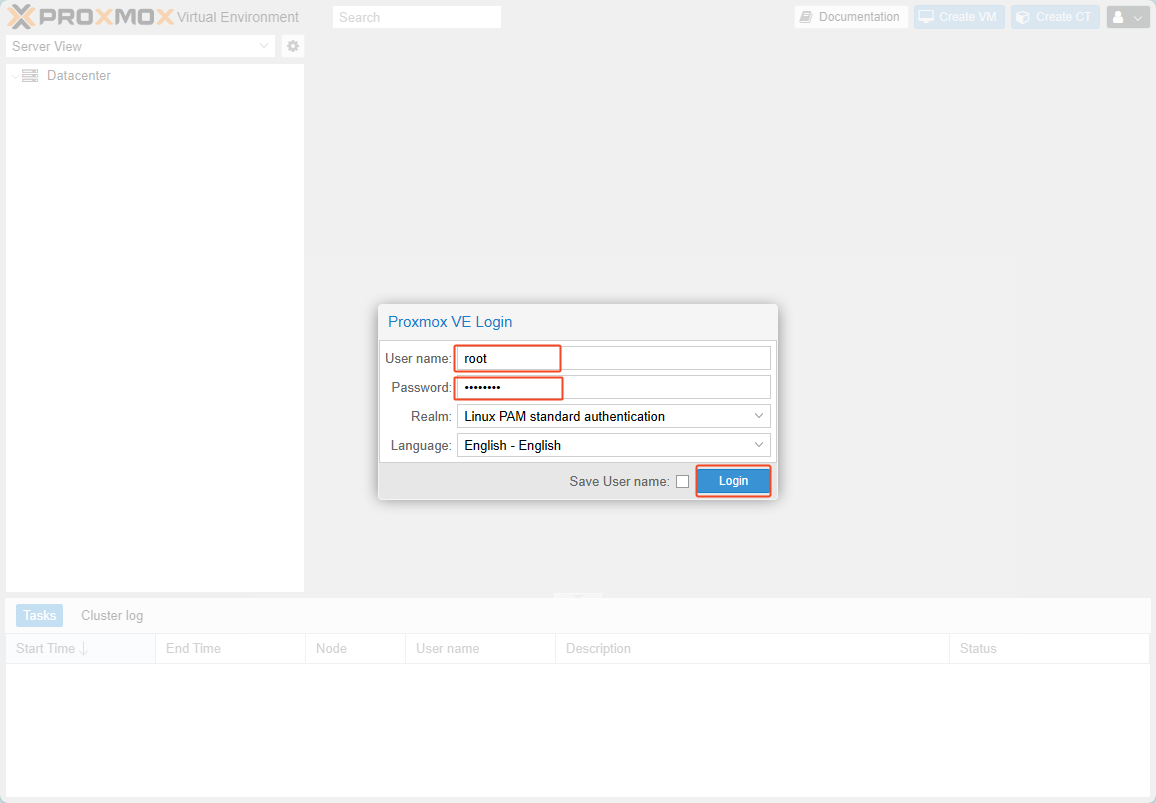 PROXMOX Virtual Environment Search Documentation Create VM Create CT
Server View
Datacenter
Proxmox VE Login
User name: root
Password: ••••••••
Realm: Linux PAM standard authentication
Language: English - English
Save User name: Login
Tasks Cluster log
Start Time End Time Node User name Description Status